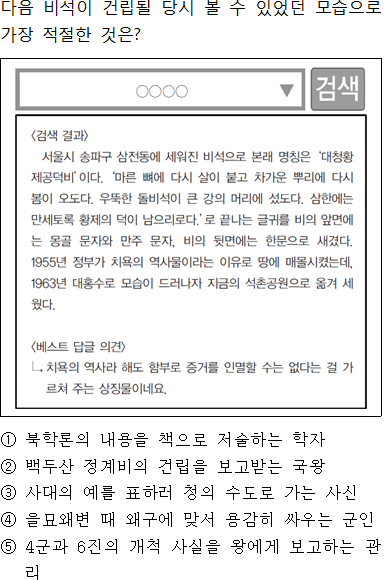 다음 비석이 건립될 당시 볼 수 있었던 모습으로
가장 적절한 것은?
○○○○ ▼ 검색
<검색 결과>
서울시 송파구 삼전동에 세워진 비석으로 본래 명칭은 '대청황
제공덕비'이다. '마른 뼈에 다시 살이 붙고 차가운 뿌리에 다시
봄이 오도다. 우뚝한 돌비석이 큰 강의 머리에 섰도다. 삼한에는
만세토록 황제의 덕이 남으리로다.'로 끝나는 글귀를 비의 앞면에
는 몽골 문자와 만주 문자, 비의 뒷면에는 한문으로 새겼다.
1955년 정부가 치욕의 역사물이라는 이유로 땅에 매몰시켰는데,
1963년 대홍수로 모습이 드러나자 지금의 석촌공원으로 옮겨 세
웠다.
<베스트 답글 의견>
ㄴ. 치욕의 역사라 해도 함부로 증거를 인멸할 수는 없다는 걸 가
르쳐 주는 상징물이네요.
① 북학론의 내용을 책으로 저술하는 학자
② 백두산 정계비의 건립을 보고받는 국왕
③ 사대의 예를 표하러 청의 수도로 가는 사신
④ 을묘왜변 때 왜구에 맞서 용감히 싸우는 군인
⑤ 4군과 6진의 개척 사실을 왕에게 보고하는 관
리